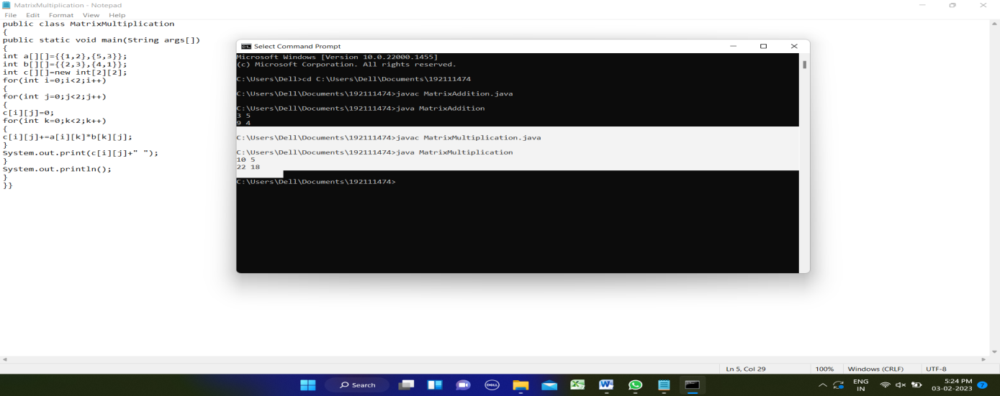 MatrixMultiplication - Notepad
File Edit Format View Help
public class MatrixMultiplication
{
public static void main(String args[])
{
int a[][]={{1,2},{5,3}};
int b[][]={{2,3},{4,1}};
int c[][]=new int[2][2];
for(int i=0;i<2;i++)
{
for(int j=0;j<2;j++)
{
c[i][j]=0;
for(int k=0;k<2;k++)
{
c[i][j]+=a[i][k]*b[k][j];
}
System.out.print(c[i][j]+" ");
}
System.out.println();
}
}}
Select Command Prompt
Microsoft Windows [Version 10.0.22000.1455]
(c) Microsoft Corporation. All rights reserved.
C:\Users\Dell>cd C:\Users\Dell\Documents\192111474
C:\Users\Dell\Documents\192111474>javac MatrixAddition.java
C:\Users\Dell\Documents\192111474>java MatrixAddition
3 5
9 4
C:\Users\Dell\Documents\192111474>javac MatrixMultiplication.java
C:\Users\Dell\Documents\192111474>java MatrixMultiplication
10 5
22 18
C:\Users\Dell\Documents\192111474>
Ln 5, Col 29 100% Windows (CRLF) UTF-8
Search
DELL
W
ENG
IN
5:24 PM
03-02-2023
7